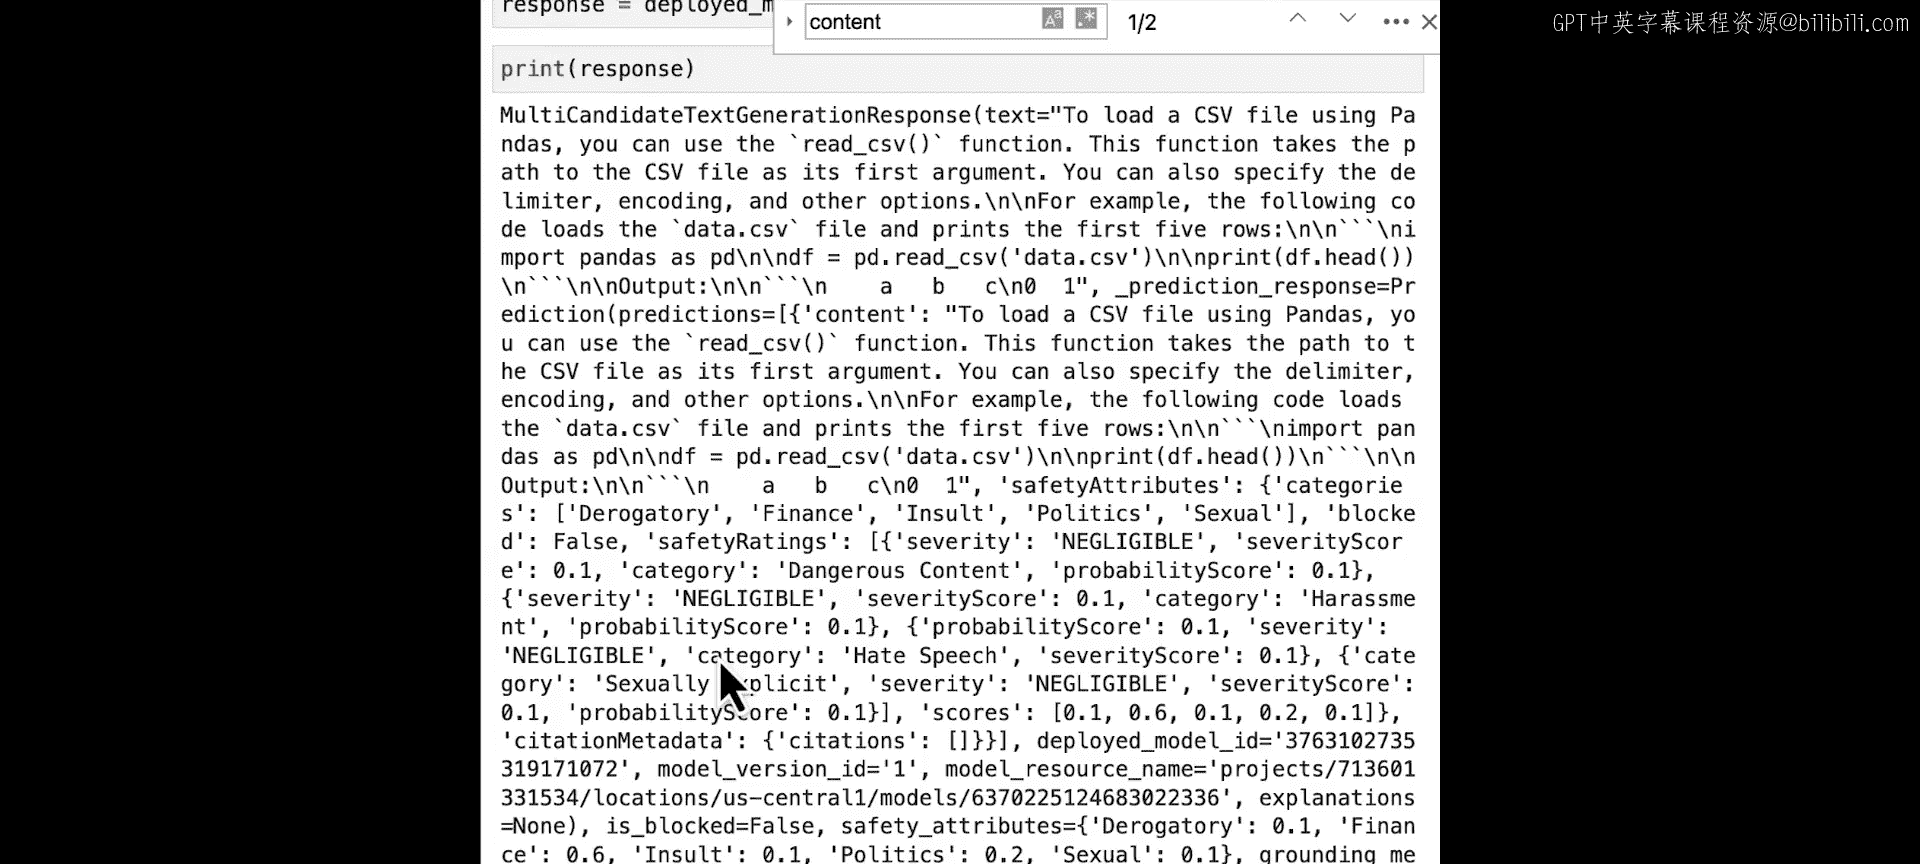 response = deployed_m
content
1/2
GPT中英字幕课程资源@bilibili.com
print(response)
MultiCandidateTextGenerationResponse(text="To load a CSV file using Pa
ndas, you can use the `read_csv()` function. This function takes the p
ath to the CSV file as its first argument. You can also specify the de
limiter, encoding, and other options.\n\nFor example, the following co
de loads the `data.csv` file and prints the first five rows:\n\n```\ni
mport pandas as pd\n\ndf = pd.read_csv('data.csv')\n\nprint(df.head())
\n```\n\nOutput:\n\n```\n    a   b   c\n0  1", _prediction_response=Pr
ediction(predictions=[{'content': "To load a CSV file using Pandas, yo
u can use the `read_csv()` function. This function takes the path to t
he CSV file as its first argument. You can also specify the delimiter,
encoding, and other options.\n\nFor example, the following code loads
the `data.csv` file and prints the first five rows:\n\n```\nimport pan
das as pd\n\ndf = pd.read_csv('data.csv')\n\nprint(df.head())\n```\n\n
Output:\n\n```\n    a   b   c\n0  1", 'safetyAttributes': {'categorie
s': ['Derogatory', 'Finance', 'Insult', 'Politics', 'Sexual'], 'blocke
d': False, 'safetyRatings': [{'severity': 'NEGLIGIBLE', 'severityScor
e': 0.1, 'category': 'Dangerous Content', 'probabilityScore': 0.1},
{'severity': 'NEGLIGIBLE', 'severityScore': 0.1, 'category': 'Harassme
nt', 'probabilityScore': 0.1}, {'probabilityScore': 0.1, 'severity':
'NEGLIGIBLE', 'category': 'Hate Speech', 'severityScore': 0.1}, {'cate
gory': 'Sexually Explicit', 'severity': 'NEGLIGIBLE', 'severityScore':
0.1, 'probabilityScore': 0.1}], 'scores': [0.1, 0.6, 0.1, 0.2, 0.1]},
'citationMetadata': {'citations': []}}], deployed_model_id='3763102735
319171072', model_version_id='1', model_resource_name='projects/713601
331534/locations/us-central1/models/6370225124683022336', explanations
=None), is_blocked=False, safety_attributes={'Derogatory': 0.1, 'Finan
ce': 0.6, 'Insult': 0.1, 'Politics': 0.2, 'Sexual': 0.1}, grounding_me